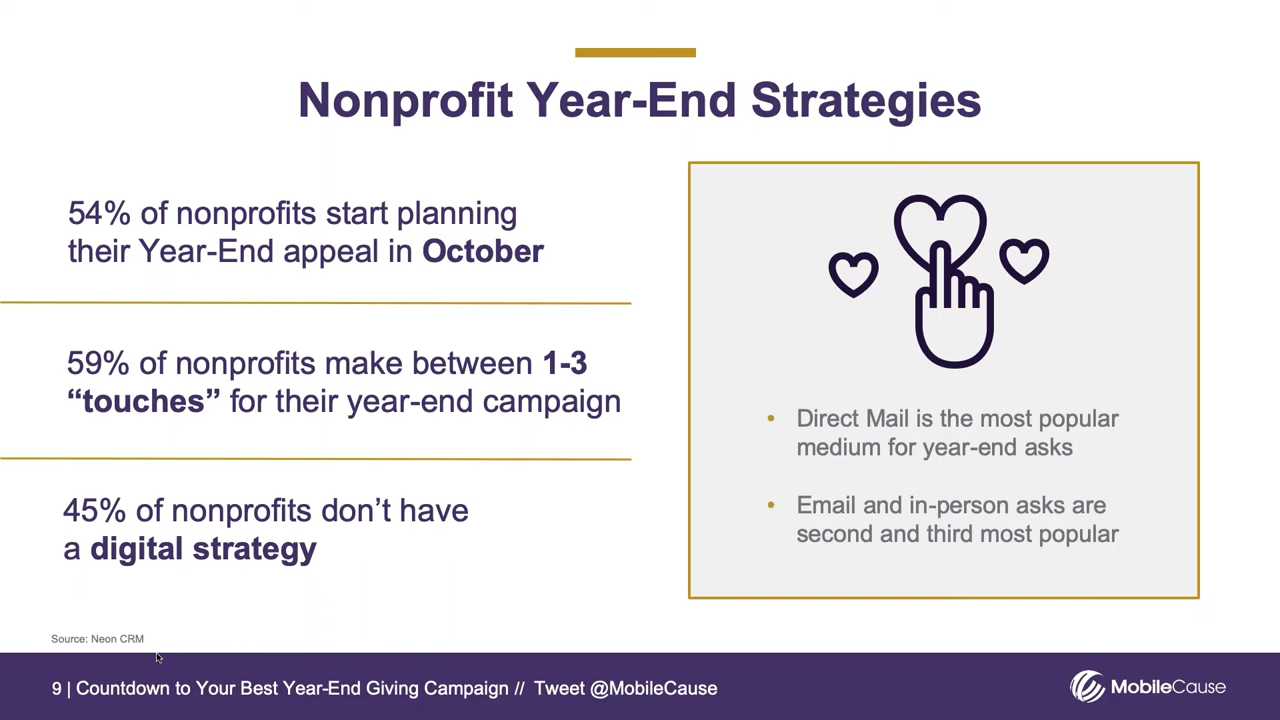 Nonprofit Year-End Strategies
54% of nonprofits start planning
their Year-End appeal in October
59% of nonprofits make between 1-3
“touches” for their year-end campaign
45% of nonprofits don’t have
a digital strategy
• Direct Mail is the most popular
medium for year-end asks
• Email and in-person asks are
second and third most popular
Source: Neon CRM
9 | Countdown to Your Best Year-End Giving Campaign // Tweet @MobileCause
MobileCause